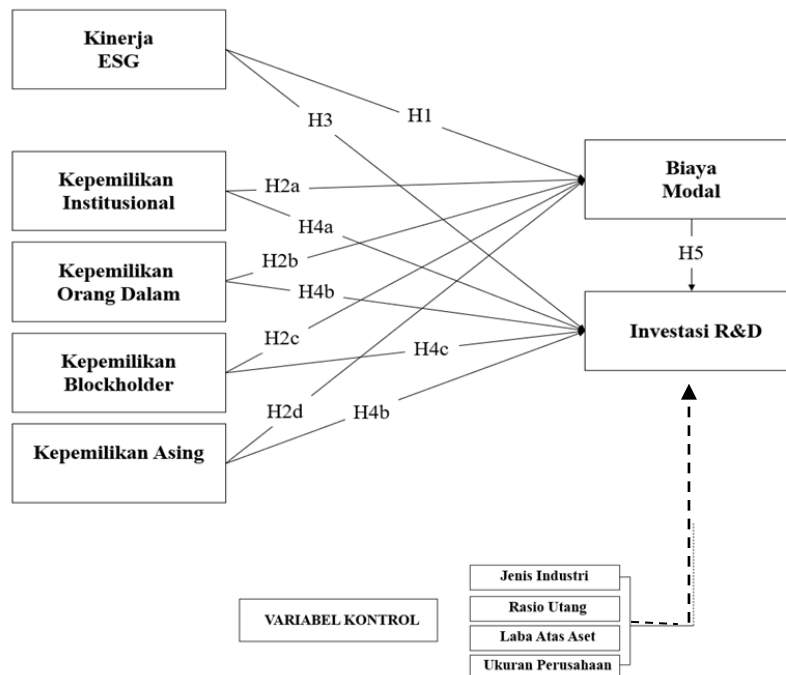 Kinerja
ESG
H1
H3
Kepemilikan
Institusional
H2a
H4a
Biaya
Modal
H5
Kepemilikan
Orang Dalam
H2b
H4b
Investasi R&D
Kepemilikan
Blockholder
H2c
H4c
Kepemilikan Asing
H2d
H4b
VARIABEL KONTROL
Jenis Industri
Rasio Utang
Laba Atas Aset
Ukuran Perusahaan